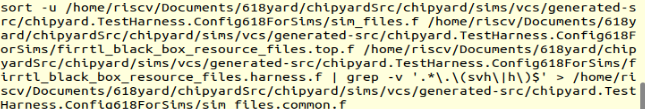 sort -u /home/riscv/Documents/618yard/chipyardSrc/chipyard/sims/vcs/generated-s
rc/chipyard.TestHarness.Config618ForSims/sim_files.f /home/riscv/Documents/618y
ard/chipyardSrc/chipyard/sims/vcs/generated-src/chipyard.TestHarness.Config618F
orSims/firrtl_black_box_resource_files.top.f /home/riscv/Documents/618yard/chip
yardSrc/chipyard/sims/vcs/generated-src/chipyard.TestHarness.Config618ForSims/f
irrtl_black_box_resource_files.harness.f | grep -v '.*\.\(svh\|h\)$' > /home/ri
scv/Documents/618yard/chipyardSrc/chipyard/sims/vcs/generated-src/chipyard.Test
Harness.Config618ForSims/sim_files.common.f